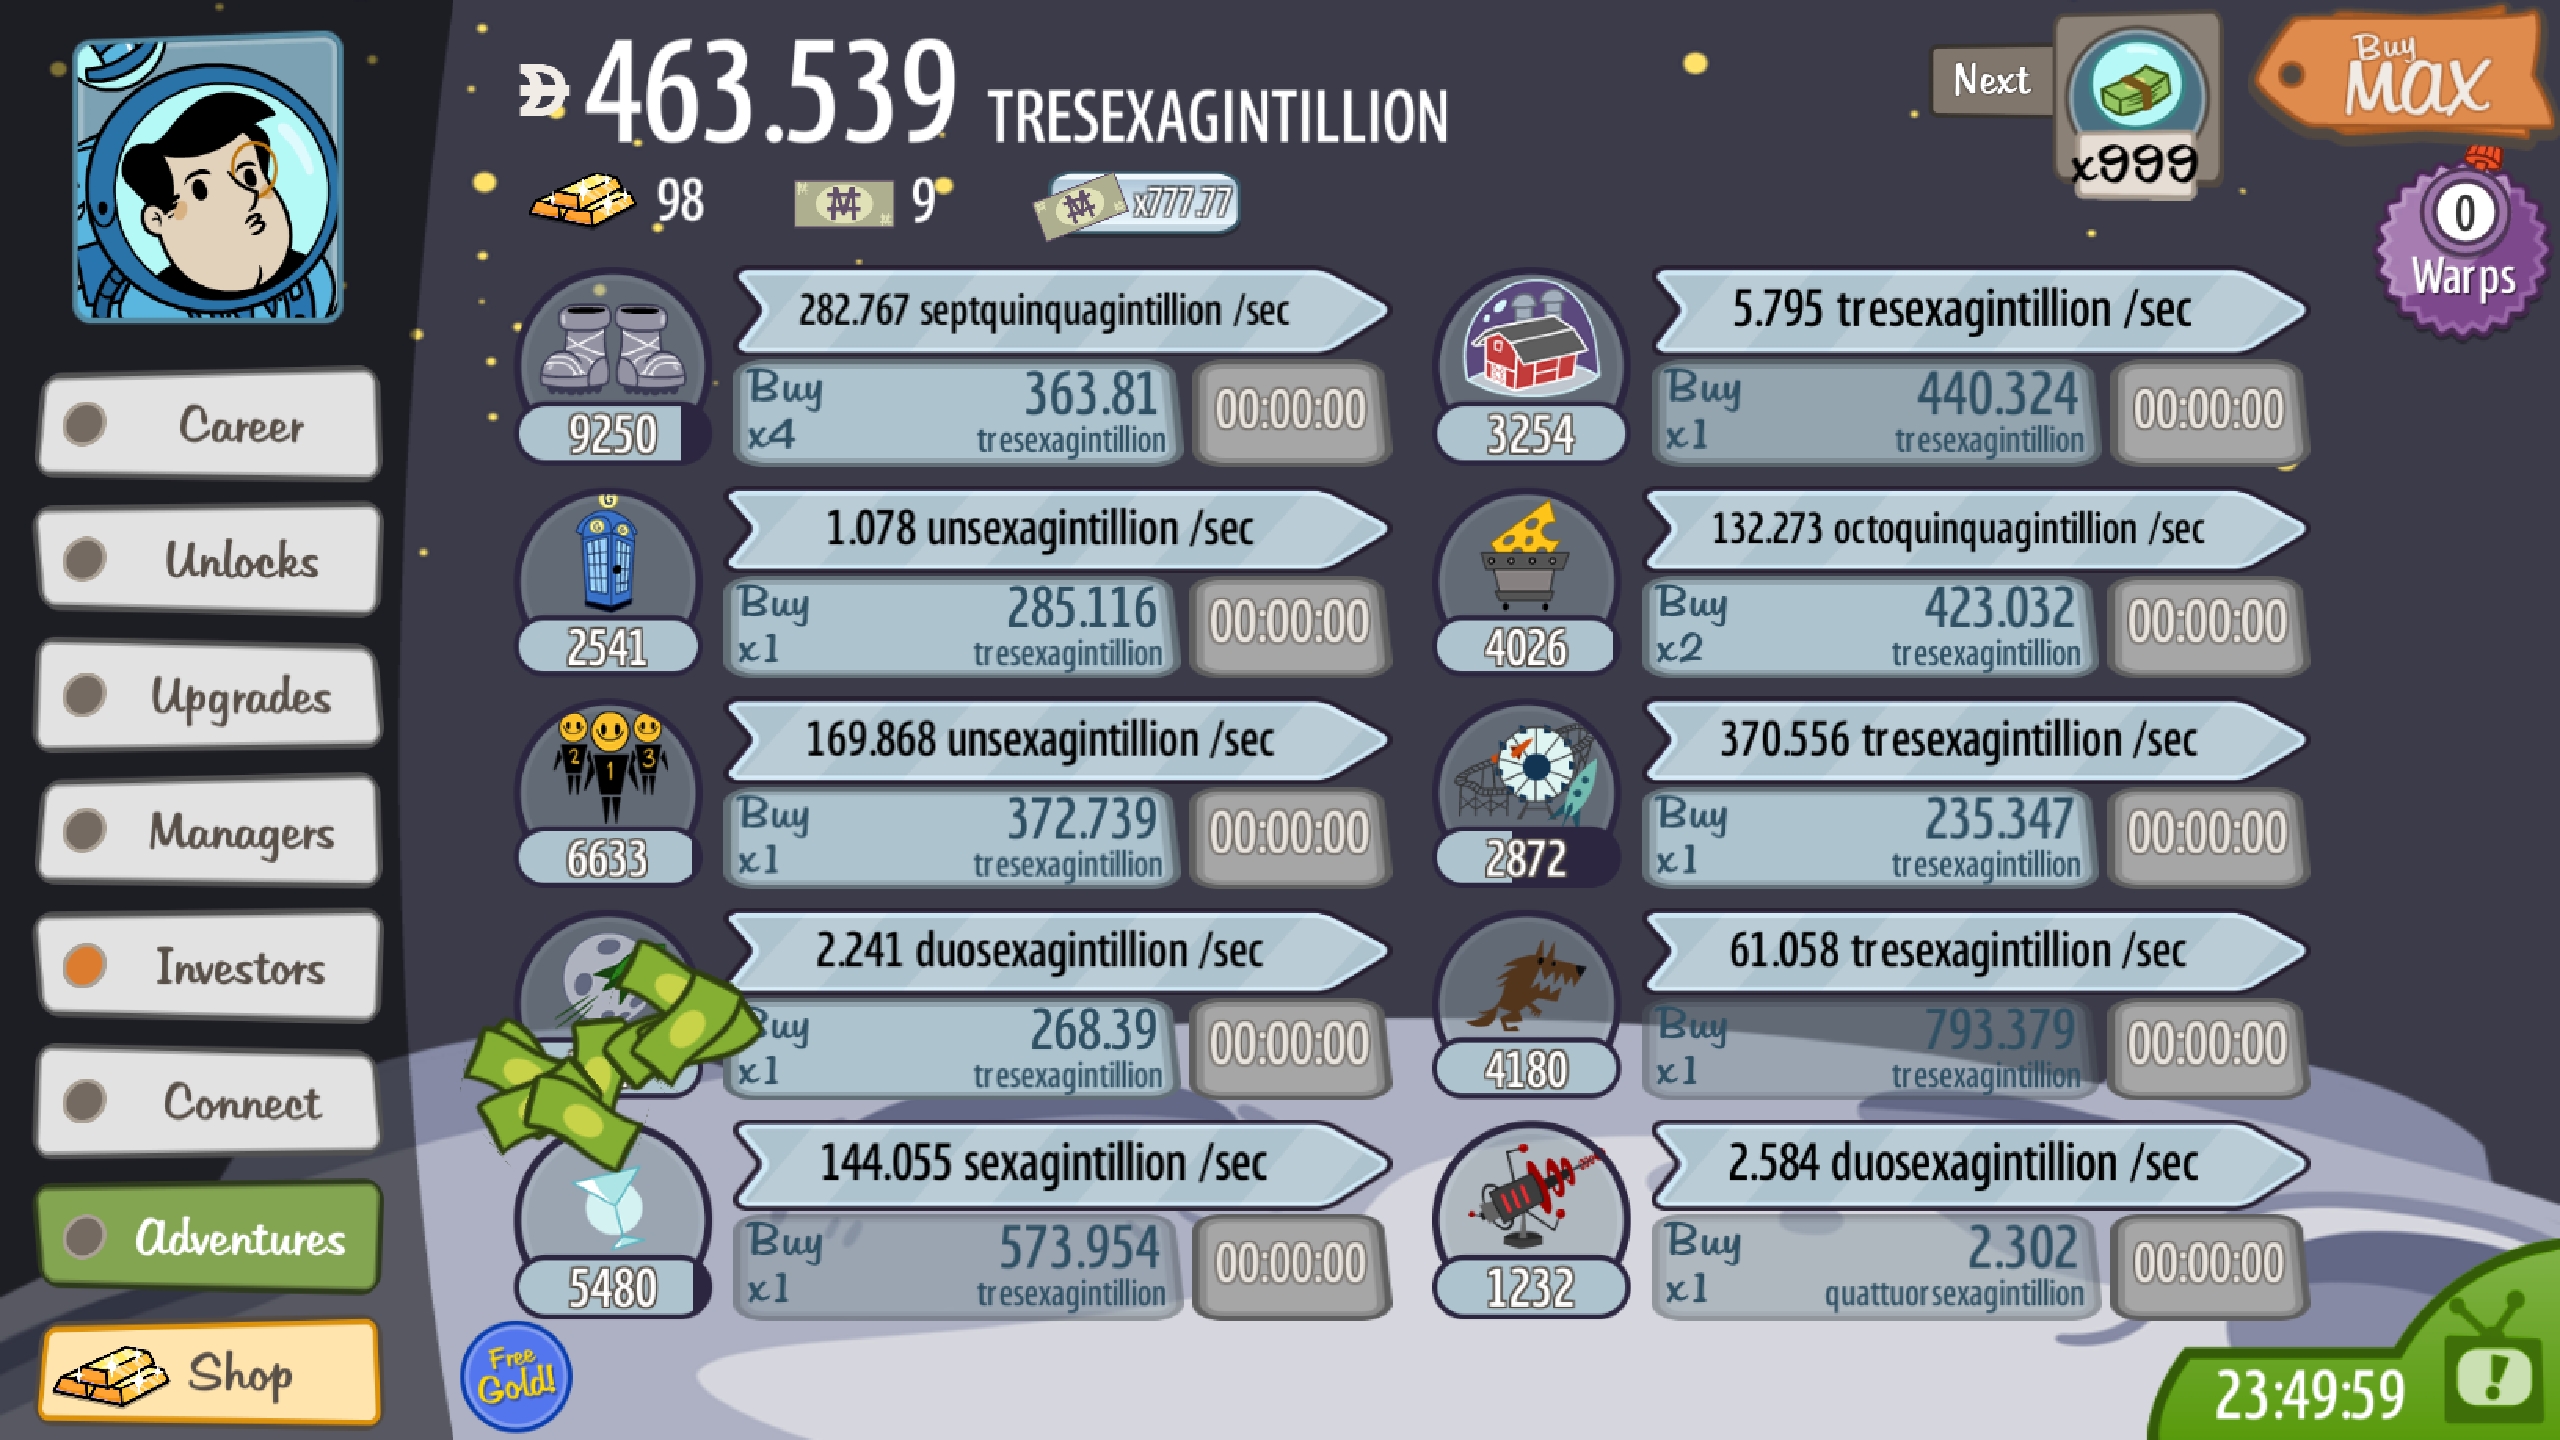 463.539 TRESEXAGINTILLION
Next
x999
Buy
MAX
98
9
x777.77
0
Warps
Career
Unlocks
Upgrades
Managers
Investors
Connect
Adventures
Shop
282.767 septquinquagintillion /sec
9250
Buy
x4
363.81
tresexagintillion
00:00:00
5.795 tresexagintillion /sec
3254
Buy
x1
440.324
tresexagintillion
00:00:00
1.078 unsexagintillion /sec
2541
Buy
x1
285.116
tresexagintillion
00:00:00
132.273 octoquinquagintillion /sec
4026
Buy
x2
423.032
tresexagintillion
00:00:00
169.868 unsexagintillion /sec
2 1 3
6633
Buy
x1
372.739
tresexagintillion
00:00:00
370.556 tresexagintillion /sec
2872
Buy
x1
235.347
tresexagintillion
00:00:00
2.241 duosexagintillion /sec
Buy
x1
268.39
tresexagintillion
00:00:00
61.058 tresexagintillion /sec
4180
Buy
x1
793.379
tresexagintillion
00:00:00
144.055 sexagintillion /sec
5480
Buy
x1
573.954
tresexagintillion
00:00:00
2.584 duosexagintillion /sec
1232
Buy
x1
2.302
quattuorsexagintillion
00:00:00
Free
Gold!
23:49:59